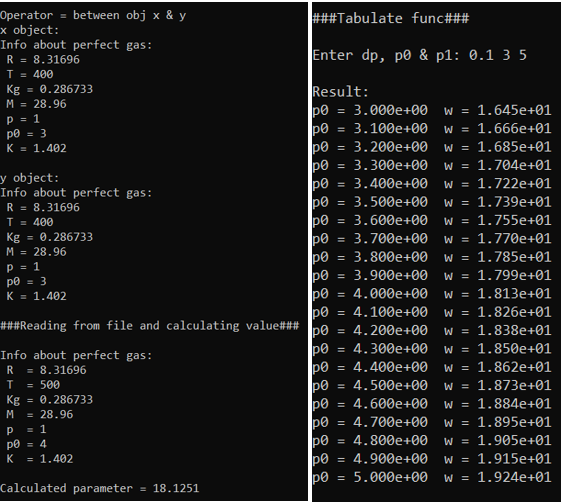 Operator = between obj x & y
x object:
Info about perfect gas:
R = 8.31696
T = 400
Kg = 0.286733
M = 28.96
p = 1
p0 = 3
K = 1.402
y object:
Info about perfect gas:
R = 8.31696
T = 400
Kg = 0.286733
M = 28.96
p = 1
p0 = 3
K = 1.402
###Reading from file and calculating value###
Info about perfect gas:
R  = 8.31696
T  = 500
Kg = 0.286733
M  = 28.96
p  = 1
p0 = 4
K  = 1.402
Calculated parameter = 18.1251
###Tabulate func###
Enter dp, p0 & p1: 0.1 3 5
Result:
p0 = 3.000e+00  w = 1.645e+01
p0 = 3.100e+00  w = 1.666e+01
p0 = 3.200e+00  w = 1.685e+01
p0 = 3.300e+00  w = 1.704e+01
p0 = 3.400e+00  w = 1.722e+01
p0 = 3.500e+00  w = 1.739e+01
p0 = 3.600e+00  w = 1.755e+01
p0 = 3.700e+00  w = 1.770e+01
p0 = 3.800e+00  w = 1.785e+01
p0 = 3.900e+00  w = 1.799e+01
p0 = 4.000e+00  w = 1.813e+01
p0 = 4.100e+00  w = 1.826e+01
p0 = 4.200e+00  w = 1.838e+01
p0 = 4.300e+00  w = 1.850e+01
p0 = 4.400e+00  w = 1.862e+01
p0 = 4.500e+00  w = 1.873e+01
p0 = 4.600e+00  w = 1.884e+01
p0 = 4.700e+00  w = 1.895e+01
p0 = 4.800e+00  w = 1.905e+01
p0 = 4.900e+00  w = 1.915e+01
p0 = 5.000e+00  w = 1.924e+01